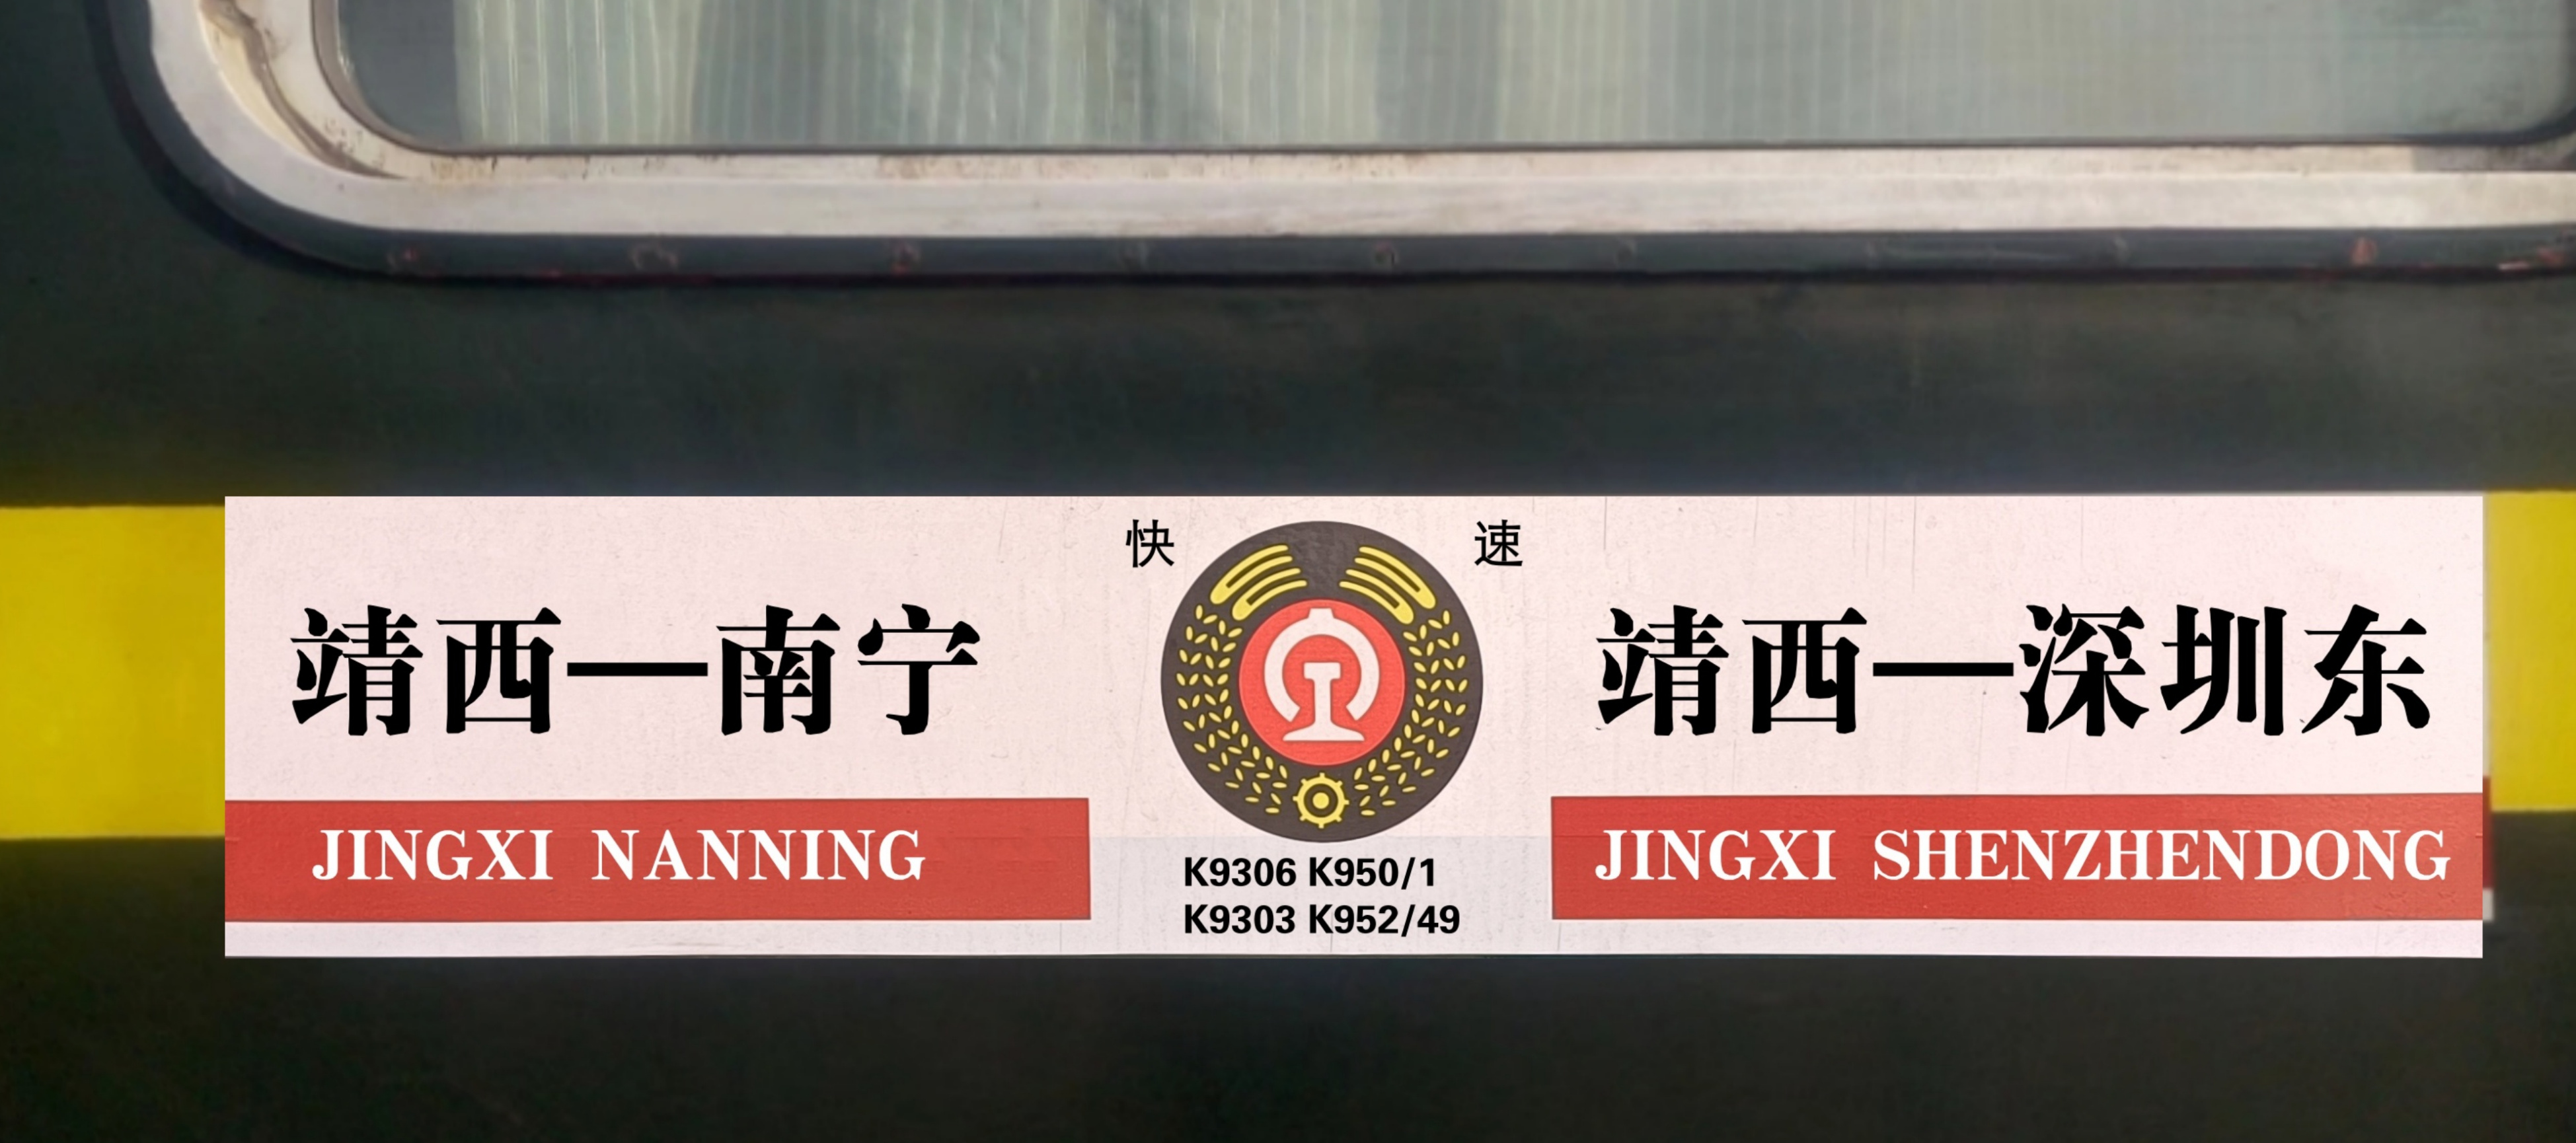 快 速
靖西—南宁
靖西—深圳东
JINGXI NANNING
JINGXI SHENZHENDONG
K9306 K950/1
K9303 K952/49